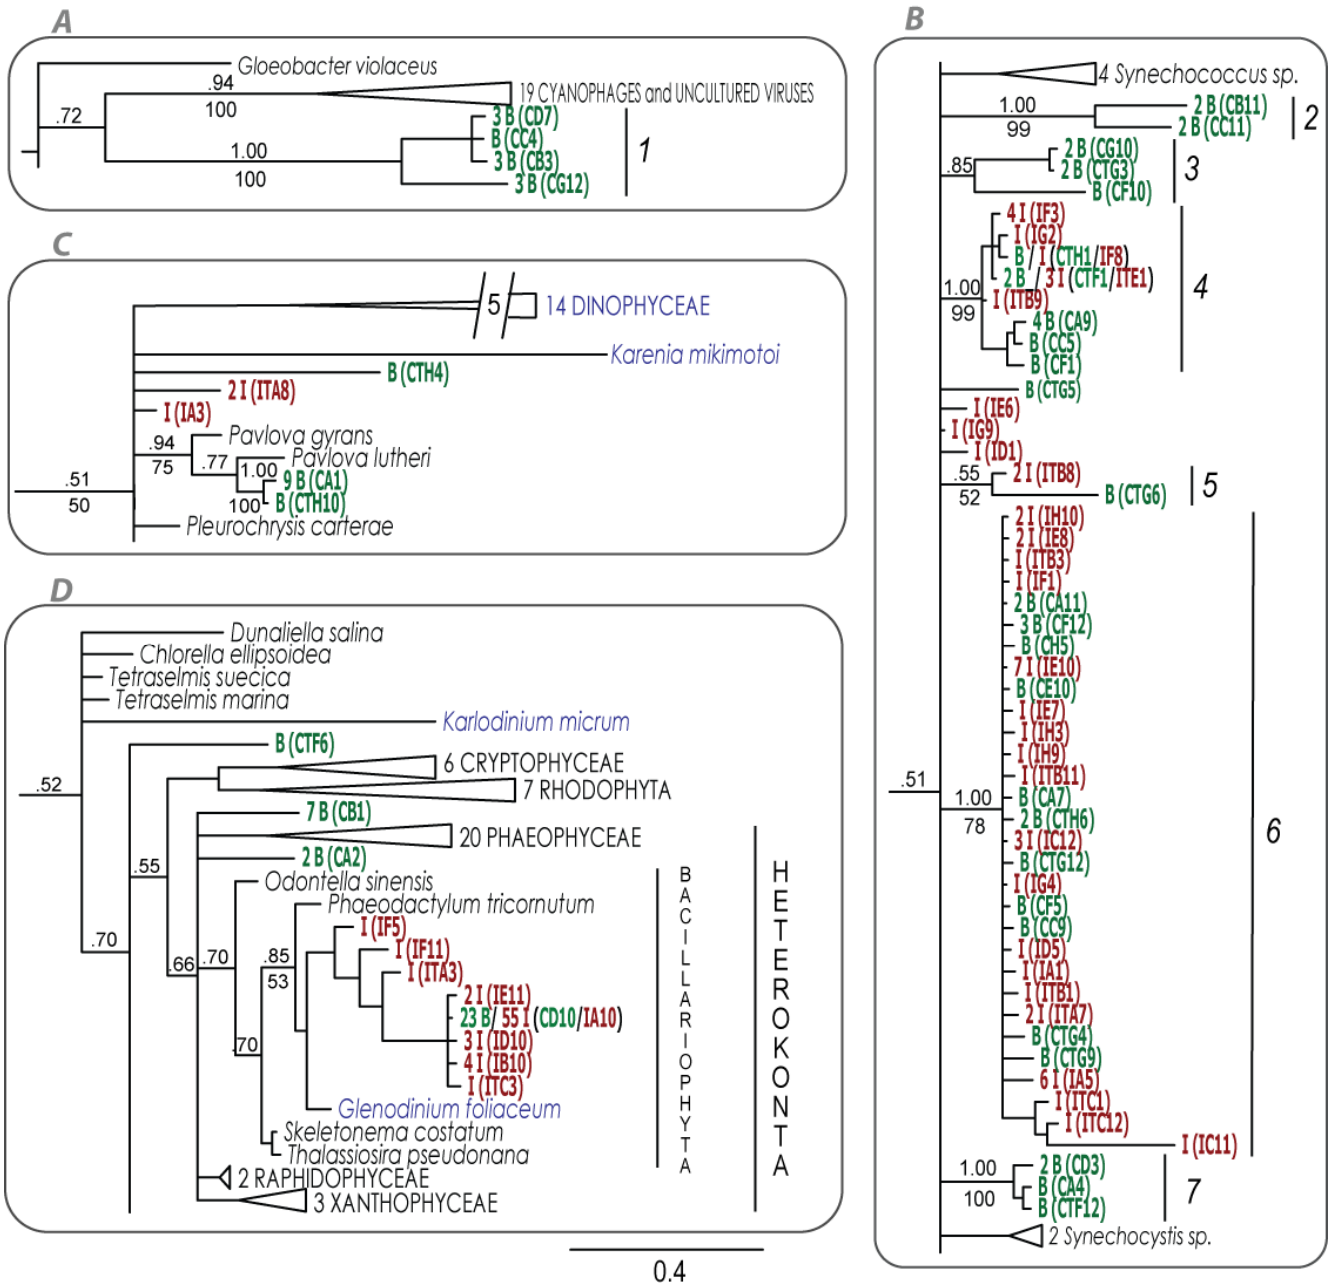 A
Gloeobacter violaceus
.94
19 CYANOPHAGES and UNCULTURED VIRUSES
100
3 B (CD7)
.72
B (CC4)
1
1.00
3 B (CB3)
100
3 B (CG12)
C
5
14 DINOPHYCEAE
Karenia mikimotoi
B (CTH4)
2 I (ITA8)
I (IA3)
Pavlova gyrans
.94
75
.77
Pavlova lutheri
1.00
9 B (CA1)
.51
50
100
B (CTH10)
Pleurochrysis carterae
D
Dunaliella salina
Chlorella ellipsoidea
Tetraselmis suecica
Tetraselmis marina
Karlodinium micrum
B (CTF6)
6 CRYPTOPHYCEAE
.52
7 RHODOPHYTA
7 B (CB1)
20 PHAEOPHYCEAE
2 B (CA2)
.55
Odontella sinensis
Phaeodactylum tricornutum
I (IF5)
.70
I (IF11)
.66
.70
.85
53
I (ITA3)
2 I (IE11)
23 B/ 55 I (CD10/IA10)
3 I (ID10)
.70
4 I (IB10)
I (ITC3)
Glenodinium foliaceum
Skeletonema costatum
Thalassiosira pseudonana
2 RAPHIDOPHYCEAE
3 XANTHOPHYCEAE
BACILLARIOPHYTA
HETEROKONTA
0.4
B
4 Synechococcus sp.
1.00
99
2 B (CB11)
2 B (CC11)
2
2 B (CG10)
.85
2 B (CTG3)
3
B (CF10)
4 I (IF3)
I (IG2)
B / I (CTH1/IF8)
2 B / 3 I (CTF1/ITE1)
1.00
4
I (ITB9)
99
4 B (CA9)
B (CC5)
B (CF1)
B (CTG5)
I (IE6)
I (IG9)
I (ID1)
.55
2 I (ITB8)
52
B (CTG6)
5
2 I (IH10)
2 I (IE8)
I (ITB3)
I (IF1)
2 B (CA11)
3 B (CF12)
B (CH5)
7 I (IE10)
B (CE10)
I (IE7)
I (IH3)
I (IH9)
I (ITB11)
.51
1.00
B (CA7)
78
2 B (CTH6)
6
3 I (IC12)
B (CTG12)
I (IG4)
B (CF5)
B (CC9)
I (ID5)
I (IA1)
I (ITB1)
2 I (ITA7)
B (CTG4)
B (CTG9)
6 I (IA5)
I (ITC1)
I (ITC12)
I (IC11)
1.00
2 B (CD3)
B (CA4)
7
100
B (CTF12)
2 Synechocystis sp.